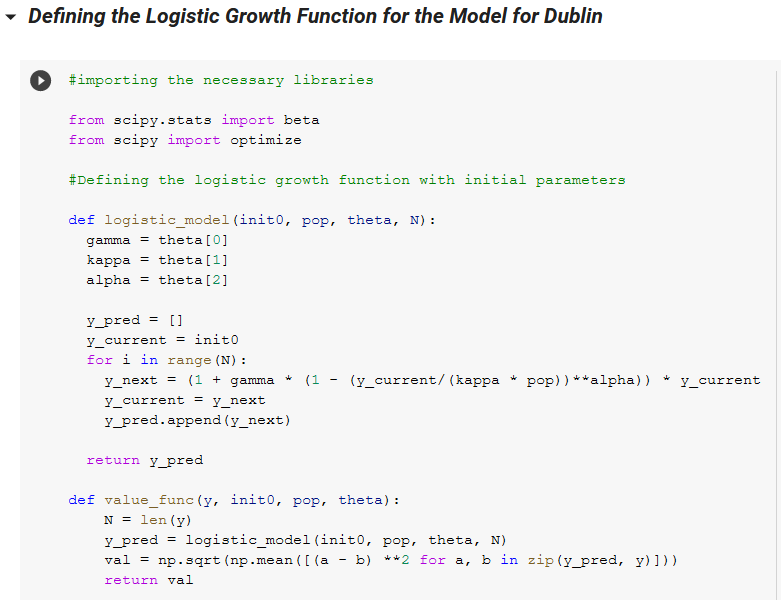 Defining the Logistic Growth Function for the Model for Dublin
#importing the necessary libraries
from scipy.stats import beta
from scipy import optimize
#Defining the logistic growth function with initial parameters
def logistic_model(init0, pop, theta, N):
  gamma = theta[0]
  kappa = theta[1]
  alpha = theta[2]
  y_pred = []
  y_current = init0
  for i in range(N):
    y_next = (1 + gamma * (1 - (y_current/(kappa * pop))**alpha)) * y_current
    y_current = y_next
    y_pred.append(y_next)
  return y_pred
def value_func(y, init0, pop, theta):
    N = len(y)
    y_pred = logistic_model(init0, pop, theta, N)
    val = np.sqrt(np.mean([(a - b) **2 for a, b in zip(y_pred, y)]))
    return val